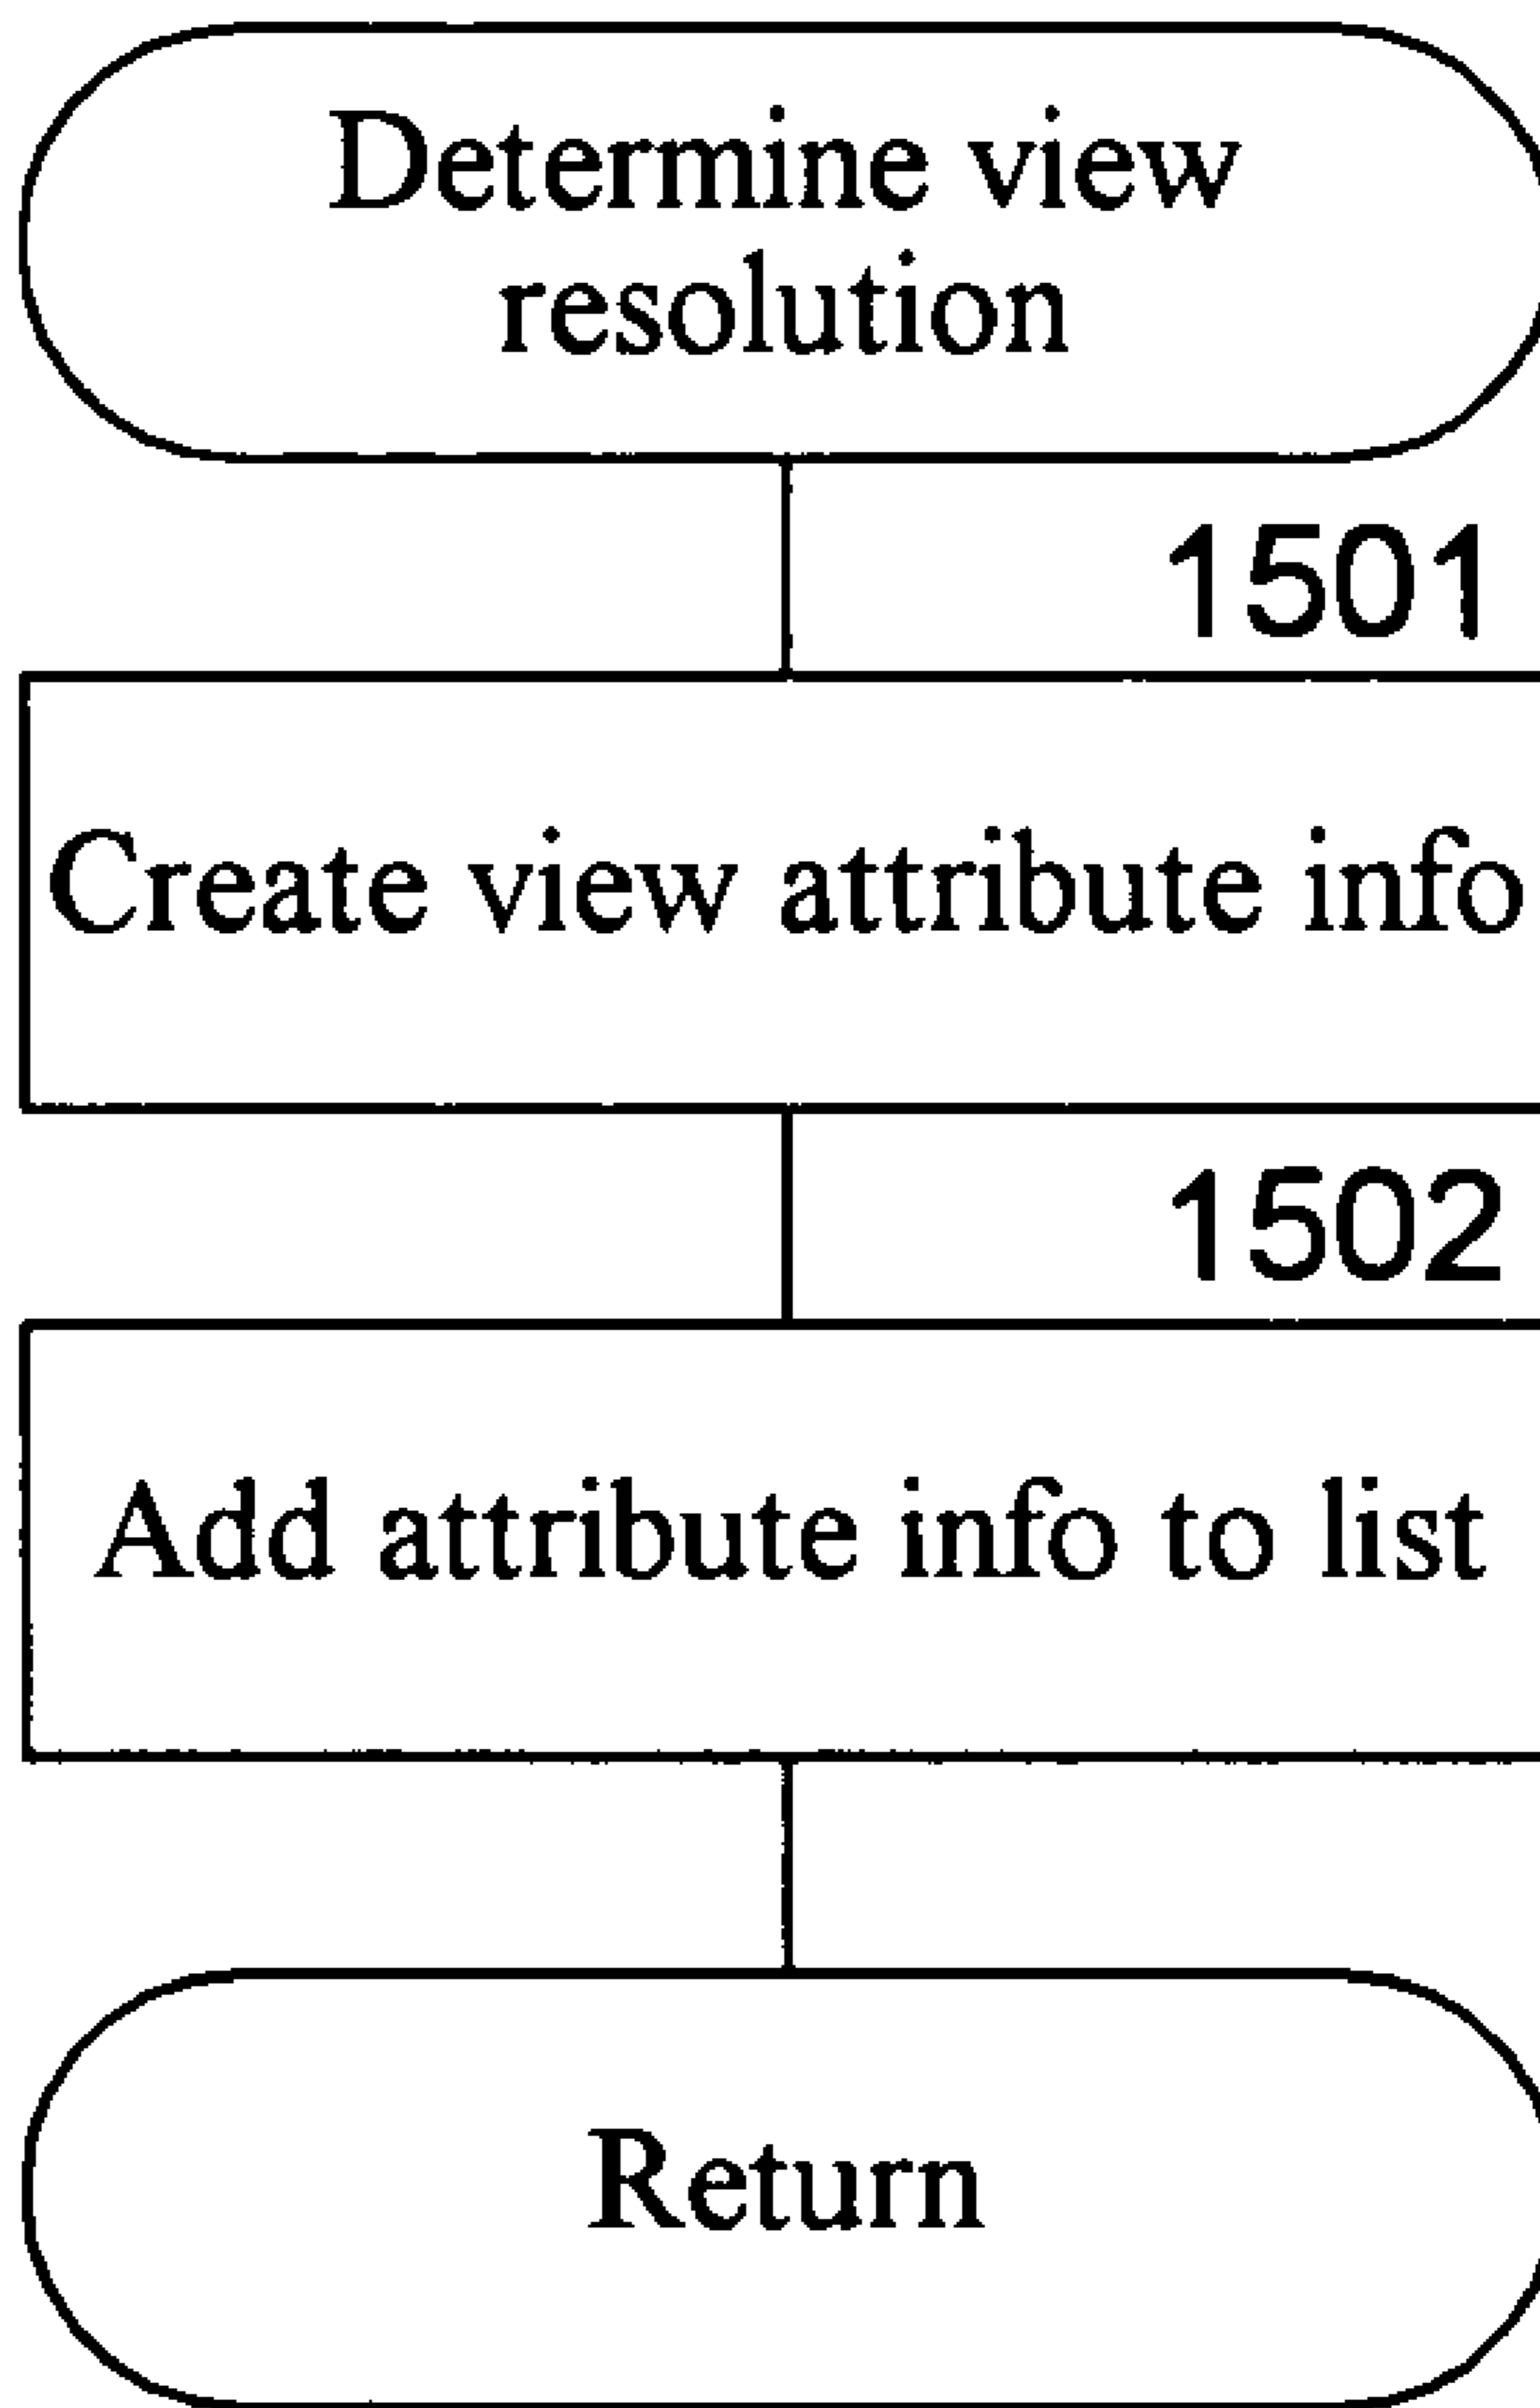 Determine view
resolution
1501
Create view attribute info
1502
Add attribute info to list
Return